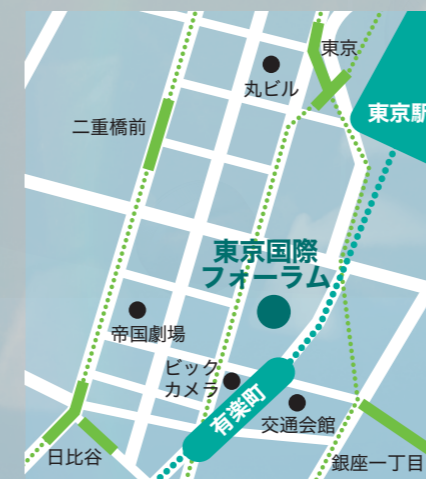 東京
丸ビル
東京駅
二重橋前
東京国際
フォーラム
帝国劇場
ビック
カメラ
有楽町
交通会館
日比谷
銀座一丁目